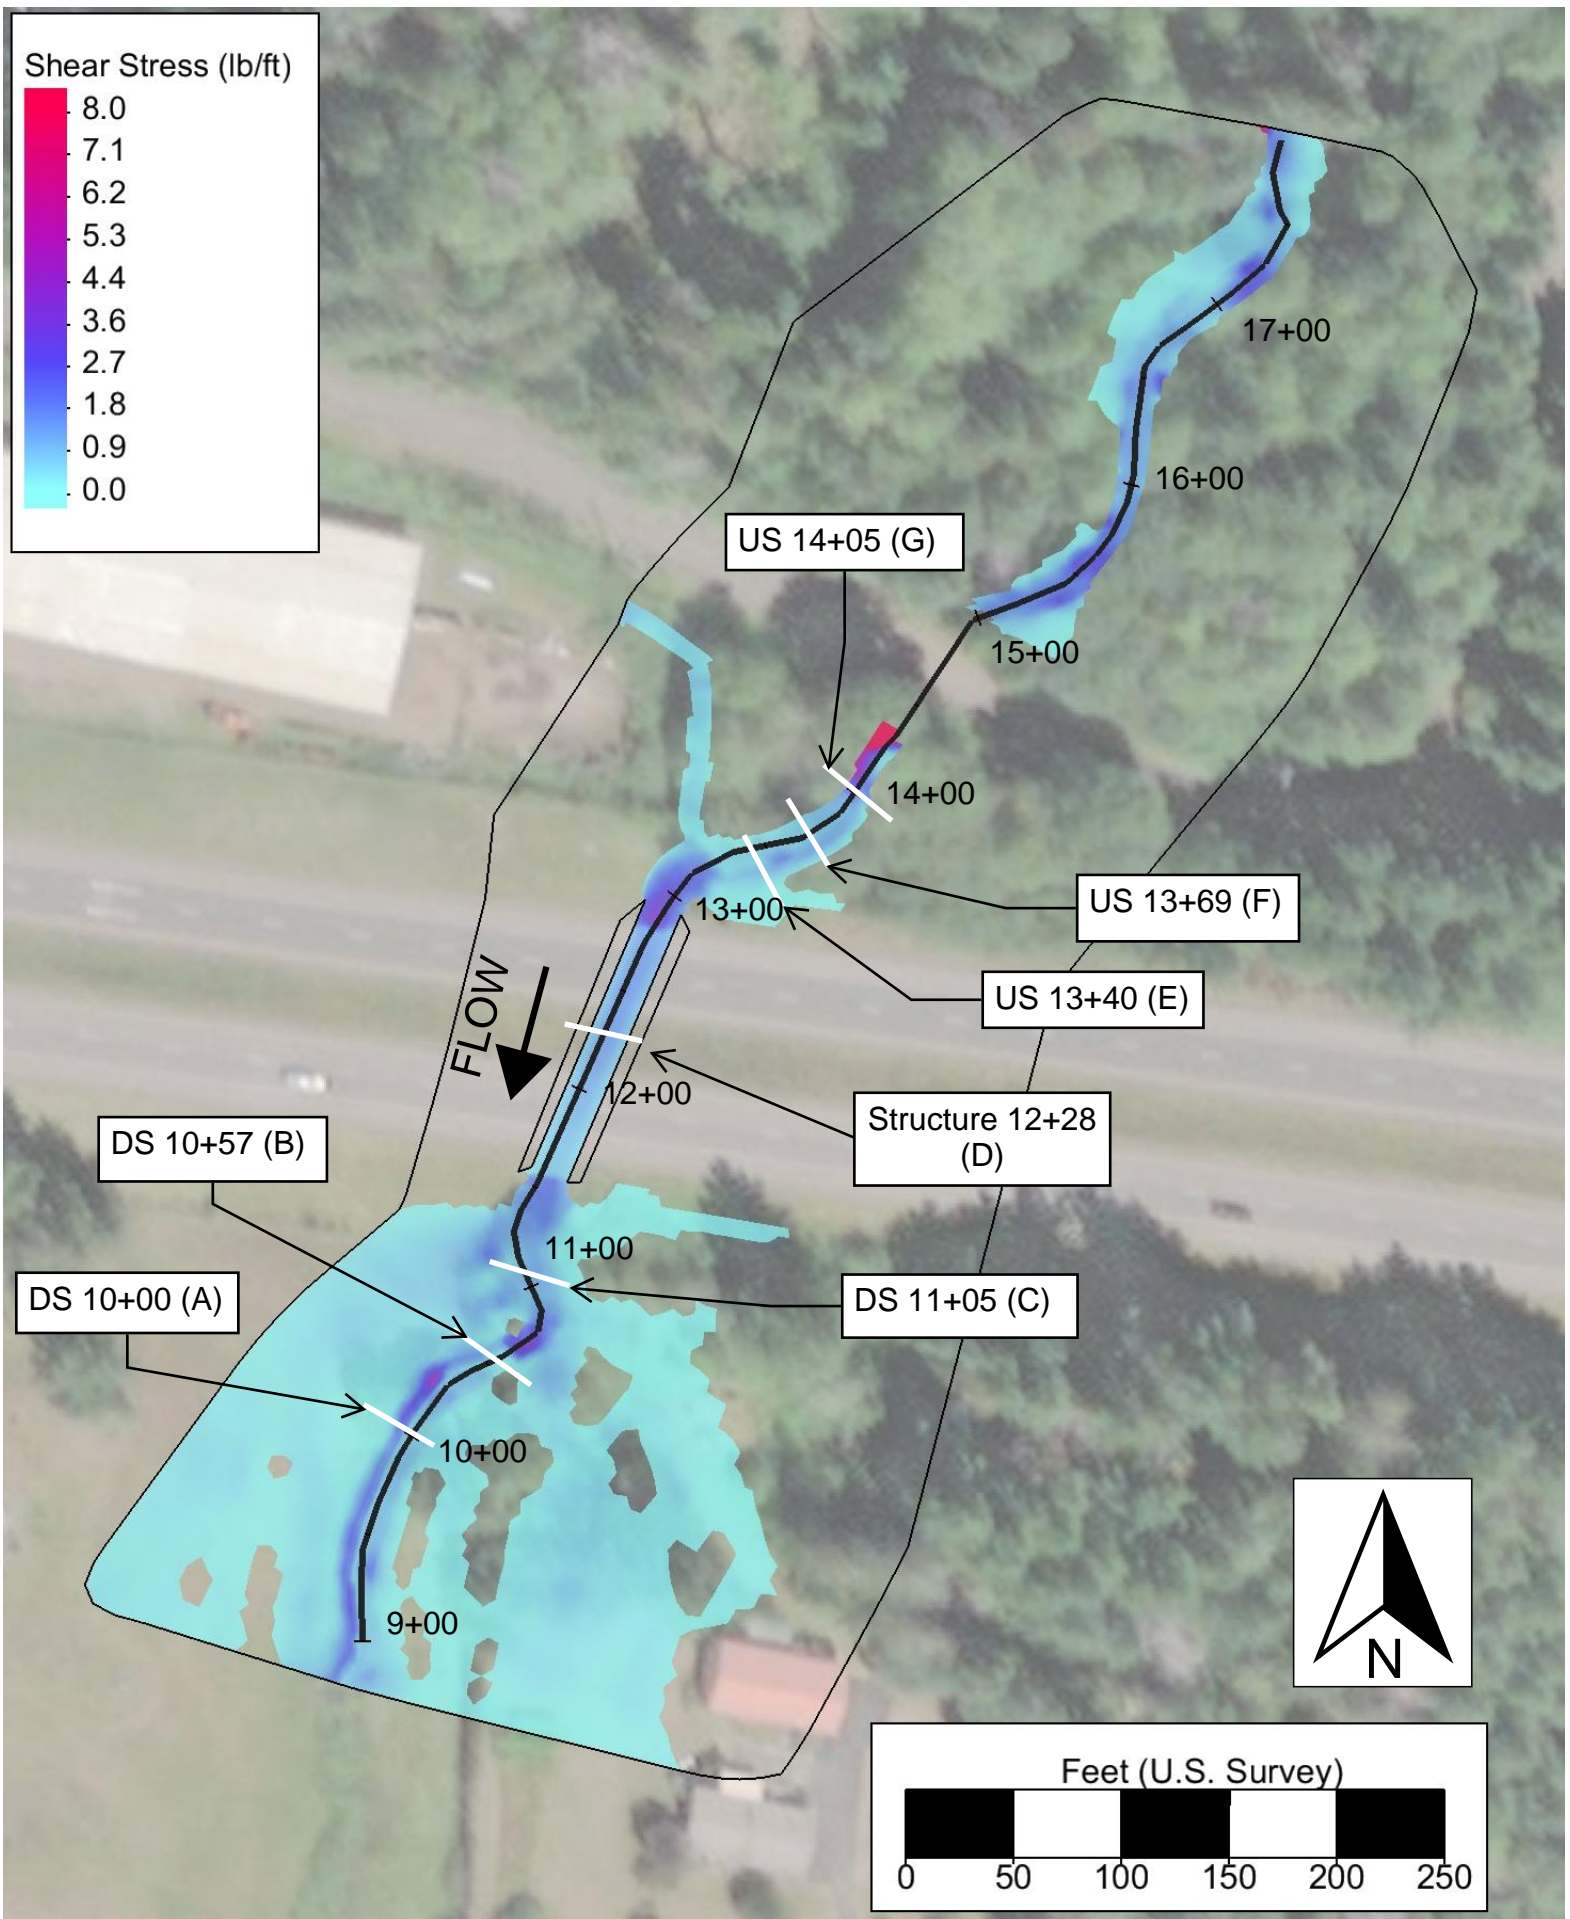 Shear Stress (lb/ft)
8.0
7.1
6.2
5.3
4.4
3.6
2.7
1.8
0.9
0.0
17+00
16+00
US 14+05 (G)
15+00
14+00
US 13+69 (F)
13+00
US 13+40 (E)
FLOW
12+00
Structure 12+28
(D)
DS 10+57 (B)
11+00
DS 10+00 (A)
DS 11+05 (C)
10+00
9+00
N
Feet (U.S. Survey)
0 50 100 150 200 250